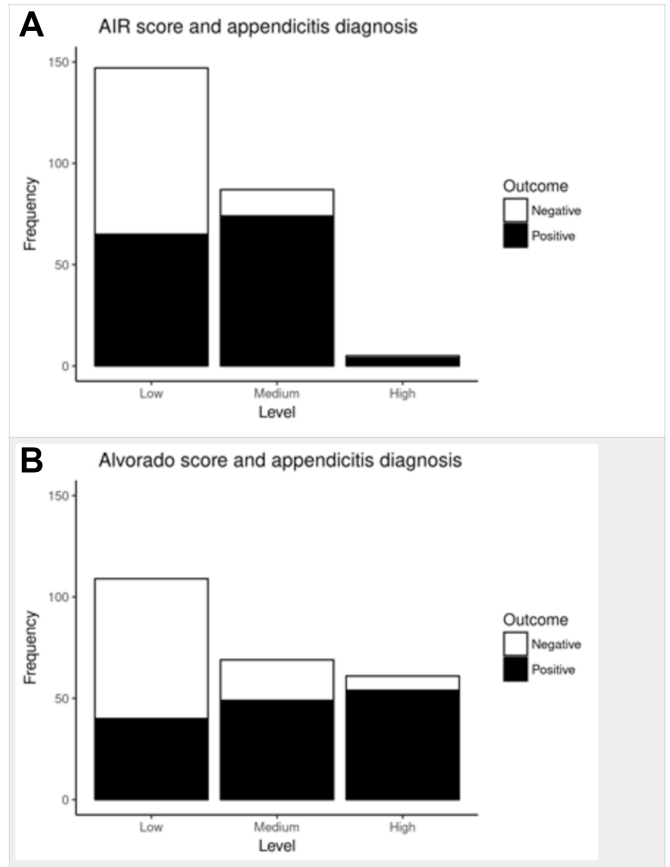 A
AIR score and appendicitis diagnosis
150
100
50
0
Frequency
Low Medium High
Level
Outcome
Negative
Positive
B
Alvorado score and appendicitis diagnosis
150
100
50
0
Frequency
Low Medium High
Level
Outcome
Negative
Positive